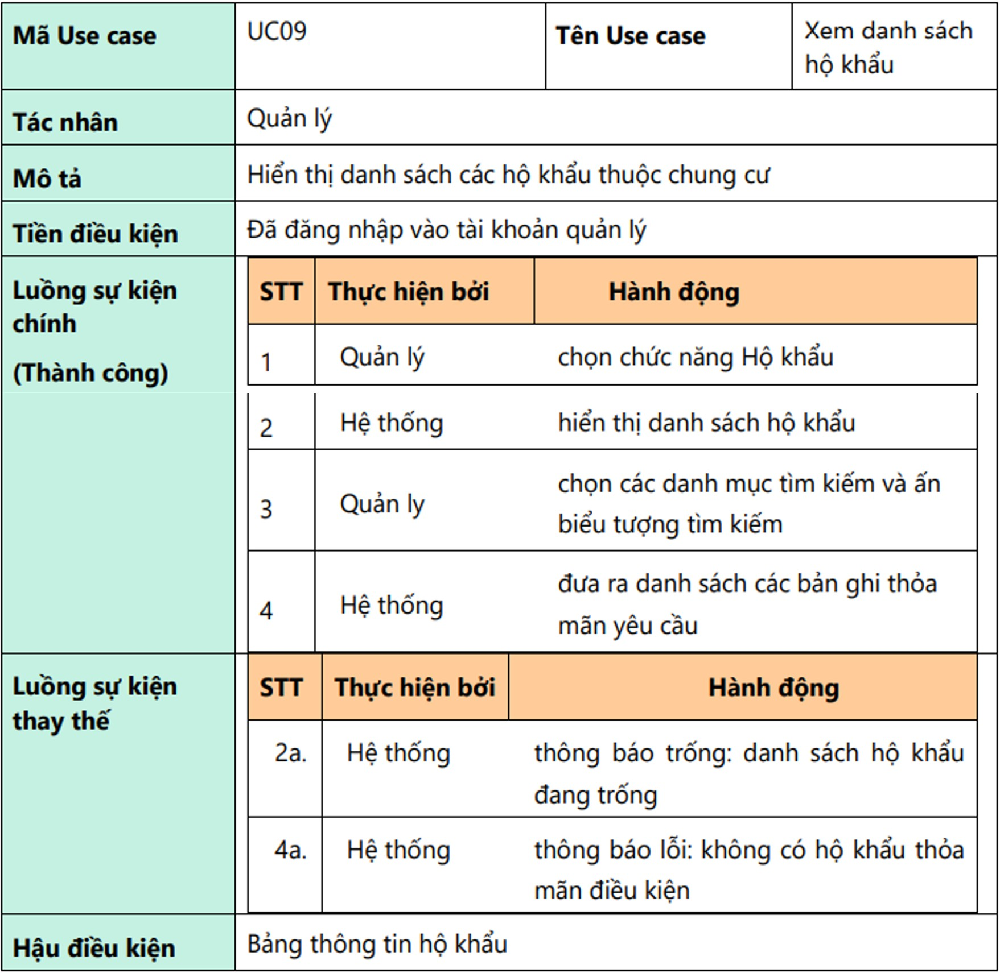 Mã Use case
UC09
Tên Use case
Xem danh sách
hộ khẩu
Tác nhân
Quản lý
Mô tả
Hiển thị danh sách các hộ khẩu thuộc chung cư
Tiền điều kiện
Đã đăng nhập vào tài khoản quản lý
Luồng sự kiện
chính
(Thành công)
STT
Thực hiện bởi
Hành động
1
Quản lý
chọn chức năng Hộ khẩu
2
Hệ thống
hiển thị danh sách hộ khẩu
3
Quản ly
chọn các danh mục tìm kiếm và ấn
biểu tượng tìm kiếm
4
Hệ thống
đưa ra danh sách các bản ghi thỏa
mãn yêu cầu
Luồng sự kiện
thay thế
STT
Thực hiện bởi
Hành động
2a.
Hệ thống
thông báo trống: danh sách hộ khẩu
đang trống
4a.
Hệ thống
thông báo lỗi: không có hộ khẩu thỏa
mãn điều kiện
Hậu điều kiện
Bảng thông tin hộ khẩu